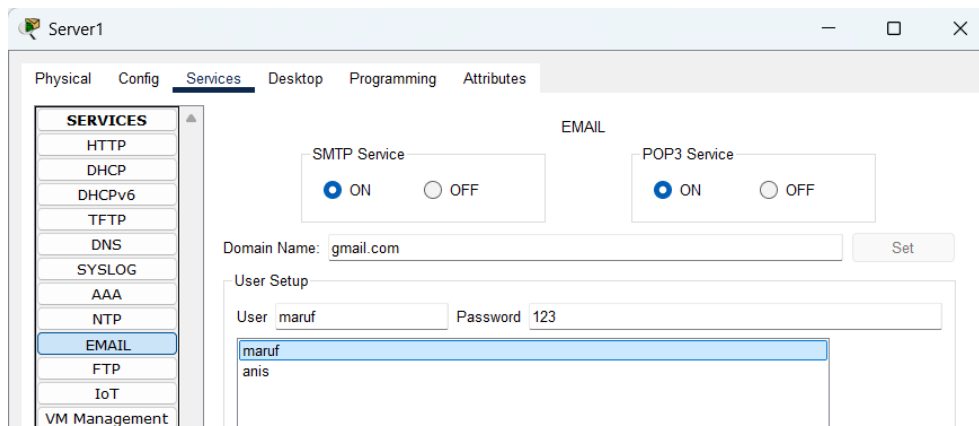 Server1
Physical Config Services Desktop Programming Attributes
SERVICES
HTTP
DHCP
DHCPv6
TFTP
DNS
SYSLOG
AAA
NTP
EMAIL
FTP
IoT
VM Management
EMAIL
SMTP Service
ON OFF
POP3 Service
ON OFF
Domain Name: gmail.com Set
User Setup
User maruf Password 123
maruf
anis